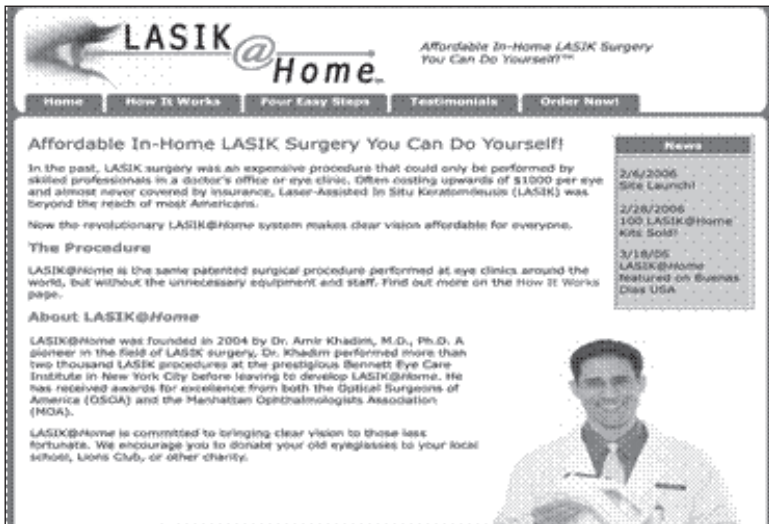 LASIK
@
Home
Affordable In-Home LASIK Surgery
You Can Do Yourself!™
Home
How It Works
Four Easy Steps
Testimonials
Order Now!
Affordable In-Home LASIK Surgery You Can Do Yourself!
In the past, LASIK surgery was an expensive procedure that could only be performed by
skilled professionals in a doctor's office or eye clinic. Often costing upwards of $1000 per eye
and almost never covered by insurance, Laser-Assisted In Situ Keratomileusis (LASIK) was
beyond the reach of most Americans.
Now the revolutionary LASIK@Home system makes clear vision affordable for everyone.
The Procedure
LASIK@Home is the same patented surgical procedure performed at eye clinics around the
world, but without the unnecessary equipment and staff. Find out more on the How It Works
page.
About LASIK@Home
LASIK@Home was founded in 2004 by Dr. Amir Khadim, M.D., Ph.D. A
pioneer in the field of LASIK surgery, Dr. Khadim performed more than
two thousand LASIK procedures at the prestigious Bennett Eye Care
Institute in New York City before leaving to develop LASIK@Home. He
has received awards for excellence from both the Optical Surgeons of
America (OSOA) and the Manhattan Ophthalmologists Association
(MOA).
LASIK@Home is committed to bringing clear vision to those less
fortunate. We encourage you to donate your old eyeglasses to your local
school, Lions Club, or other charity.
News
2/6/2006
Site Launch!
2/28/2006
100 LASIK@Home
Kits Sold!
3/18/05
LASIK@Home
featured on Buenas
Dias USA